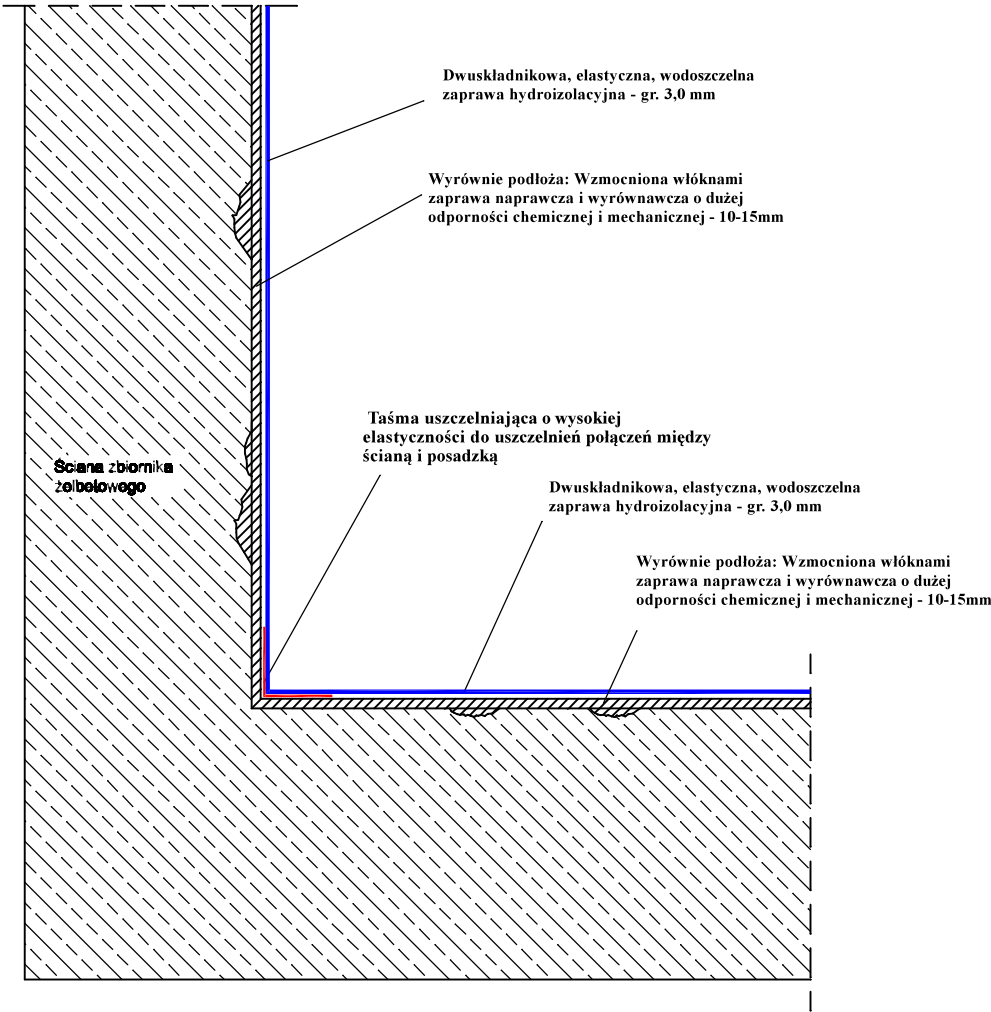 Dwuskładnikowa, elastyczna, wodoszczelna
zaprawa hydroizolacyjna - gr. 3,0 mm
Wyrównie podłoża: Wzmocniona włóknami
zaprawa naprawcza i wyrównawcza o dużej
odporności chemicznej i mechanicznej - 10-15mm
Taśma uszczelniająca o wysokiej
elastyczności do uszczelnień połączeń między
ścianą i posadzką
Ściana zbiornika
żelbetowego
Dwuskładnikowa, elastyczna, wodoszczelna
zaprawa hydroizolacyjna - gr. 3,0 mm
Wyrównie podłoża: Wzmocniona włóknami
zaprawa naprawcza i wyrównawcza o dużej
odporności chemicznej i mechanicznej - 10-15mm